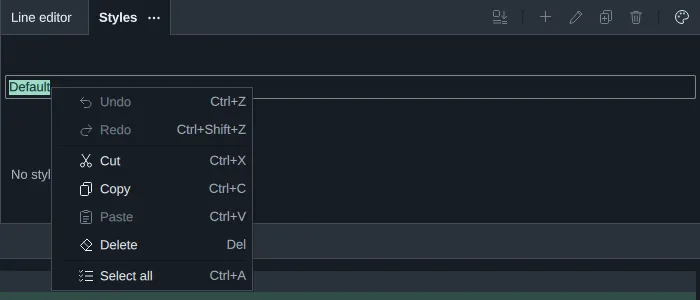 Line editor
Styles ...
Default
Undo Ctrl+Z
Redo Ctrl+Shift+Z
Cut Ctrl+X
No styl
Copy Ctrl+C
Paste Ctrl+V
Delete Del
Select all Ctrl+A